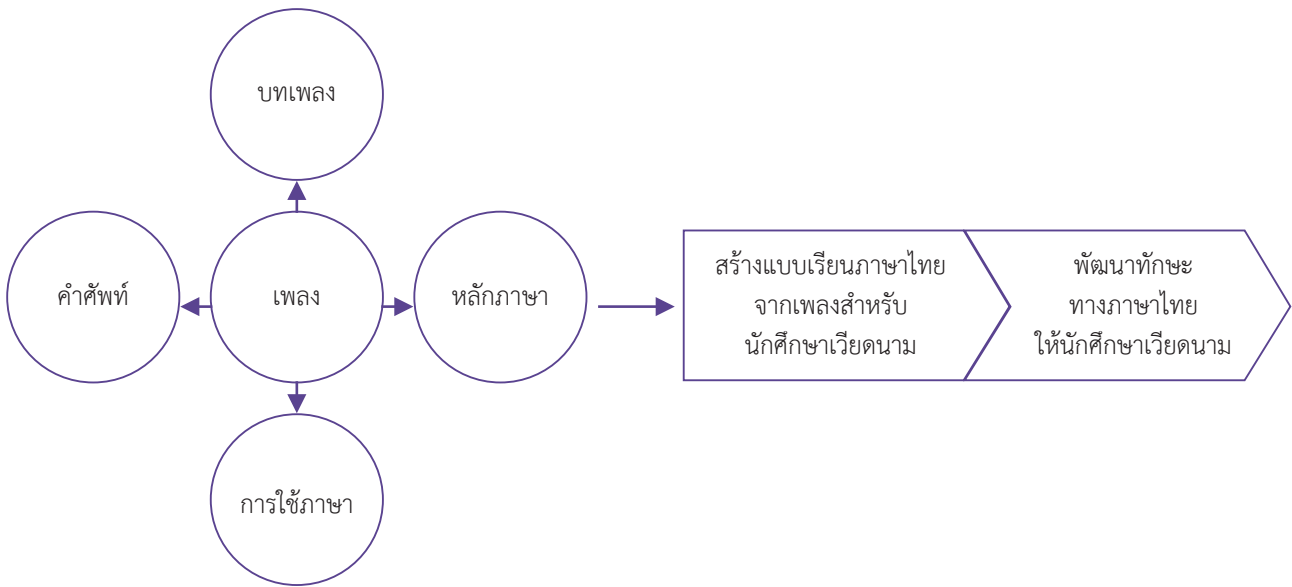 บทเพลง
คำศัพท์
เพลง
หลักภาษา
การใช้ภาษา
สร้างแบบเรียนภาษาไทย
จากเพลงสำหรับ
นักศึกษาเวียดนาม
พัฒนาทักษะ
ทางภาษาไทย
ให้นักศึกษาเวียดนาม